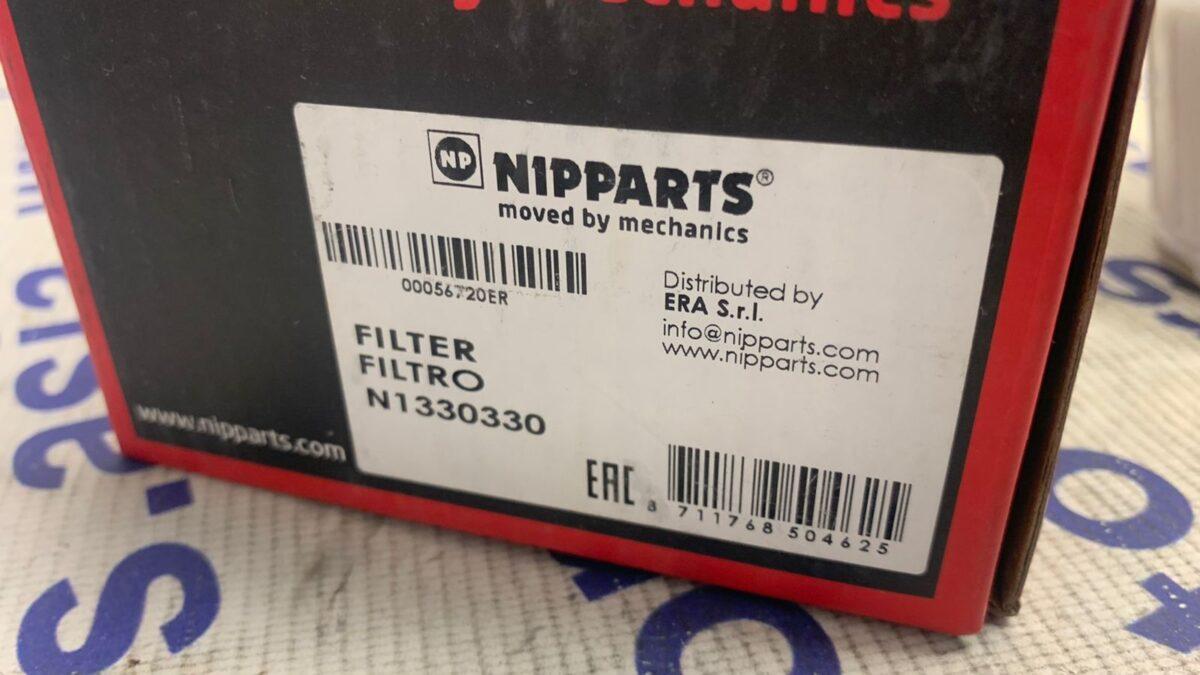 mechanics
NP
NIPPARTS®
moved by mechanics
00056720ER
Distributed by
ERA S.r.l.
info@nipparts.com
www.nipparts.com
FILTER
FILTRO
N1330330
www.nipparts.com
EAC
8 711768 504625